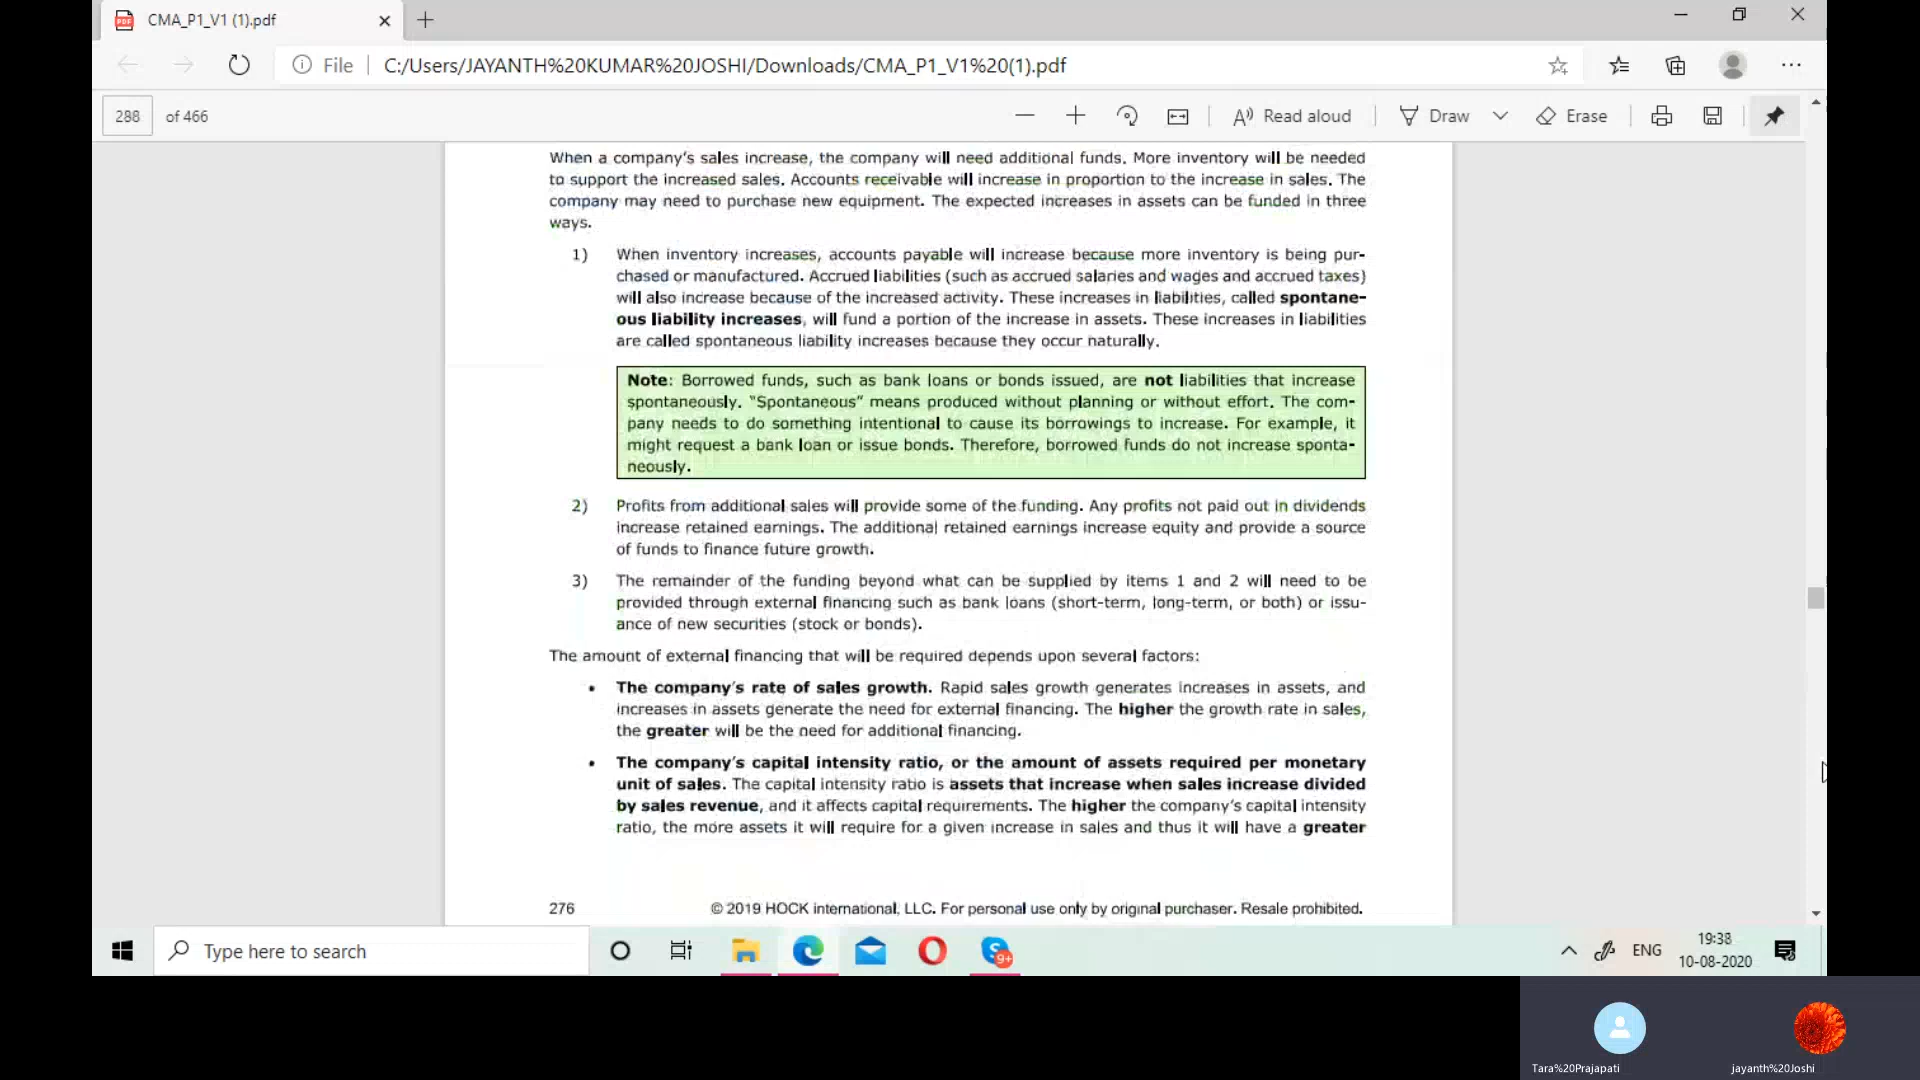 CMA_P1_V1 (1).pdf
File | C:/Users/JAYANTH%20KUMAR%20JOSHI/Downloads/CMA_P1_V1%20(1).pdf
288 of 466
Read aloud
Draw
Erase
When a company's sales increase, the company will need additional funds. More inventory will be needed
to support the increased sales. Accounts receivable will increase in proportion to the increase in sales. The
company may need to purchase new equipment. The expected increases in assets can be funded in three
ways.
1) When inventory increases, accounts payable will increase because more inventory is being pur-
chased or manufactured. Accrued liabilities (such as accrued salaries and wages and accrued taxes)
will also increase because of the increased activity. These increases in liabilities, called spontane-
ous liability increases, will fund a portion of the increase in assets. These increases in liabilities
are called spontaneous liability increases because they occur naturally.
Note: Borrowed funds, such as bank loans or bonds issued, are not liabilities that increase
spontaneously. "Spontaneous" means produced without planning or without effort. The com-
pany needs to do something intentional to cause its borrowings to increase. For example, it
might request a bank loan or issue bonds. Therefore, borrowed funds do not increase sponta-
neously.
2) Profits from additional sales will provide some of the funding. Any profits not paid out in dividends
increase retained earnings. The additional retained earnings increase equity and provide a source
of funds to finance future growth.
3) The remainder of the funding beyond what can be supplied by items 1 and 2 will need to be
provided through external financing such as bank loans (short-term, long-term, or both) or issu-
ance of new securities (stock or bonds).
The amount of external financing that will be required depends upon several factors:
• The company's rate of sales growth. Rapid sales growth generates increases in assets, and
increases in assets generate the need for external financing. The higher the growth rate in sales,
the greater will be the need for additional financing.
• The company's capital intensity ratio, or the amount of assets required per monetary
unit of sales. The capital intensity ratio is assets that increase when sales increase divided
by sales revenue, and it affects capital requirements. The higher the company's capital intensity
ratio, the more assets it will require for a given increase in sales and thus it will have a greater
276 © 2019 HOCK international, LLC. For personal use only by original purchaser. Resale prohibited.
Type here to search
9+
ENG
19:38
10-08-2020
Tara%20Prajapati
jayanth%20Joshi